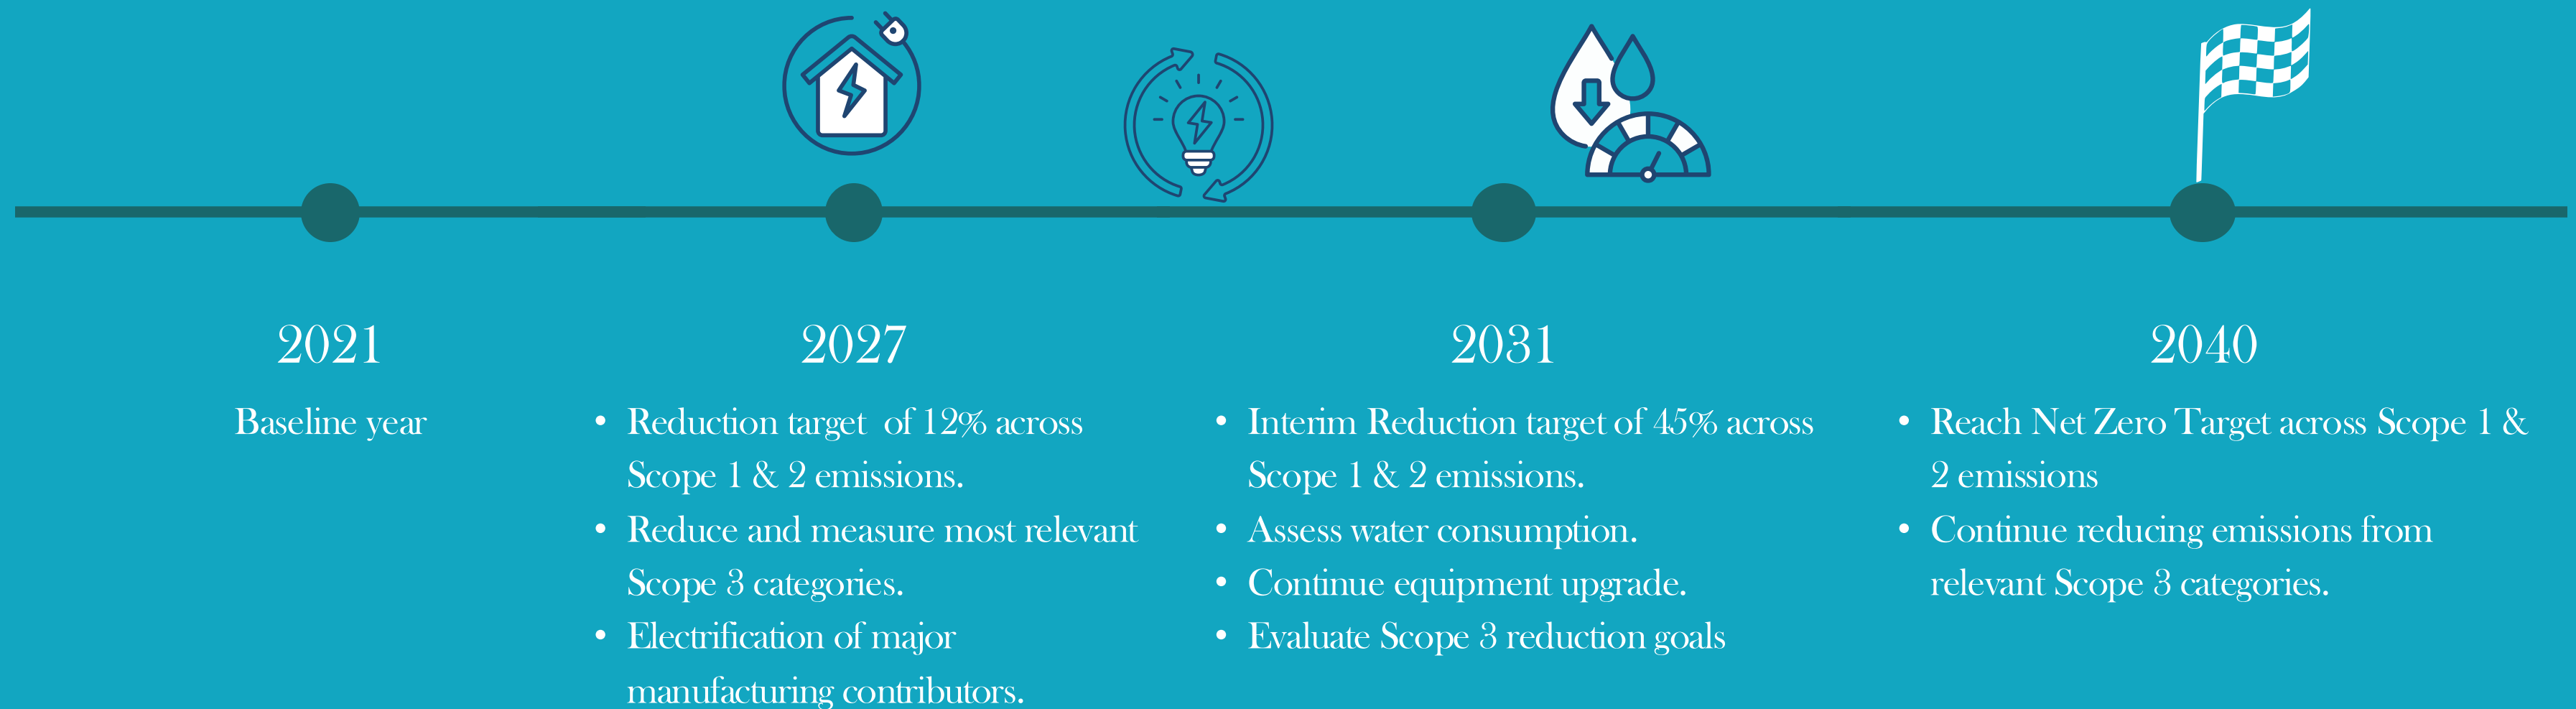 2021
Baseline year
2027
• Reduction target of 12% across
Scope 1 & 2 emissions.
• Reduce and measure most relevant
Scope 3 categories.
• Electrification of major
manufacturing contributors.
2031
• Interim Reduction target of 45% across
Scope 1 & 2 emissions.
• Assess water consumption.
• Continue equipment upgrade.
• Evaluate Scope 3 reduction goals
2040
• Reach Net Zero Target across Scope 1 &
2 emissions
• Continue reducing emissions from
relevant Scope 3 categories.